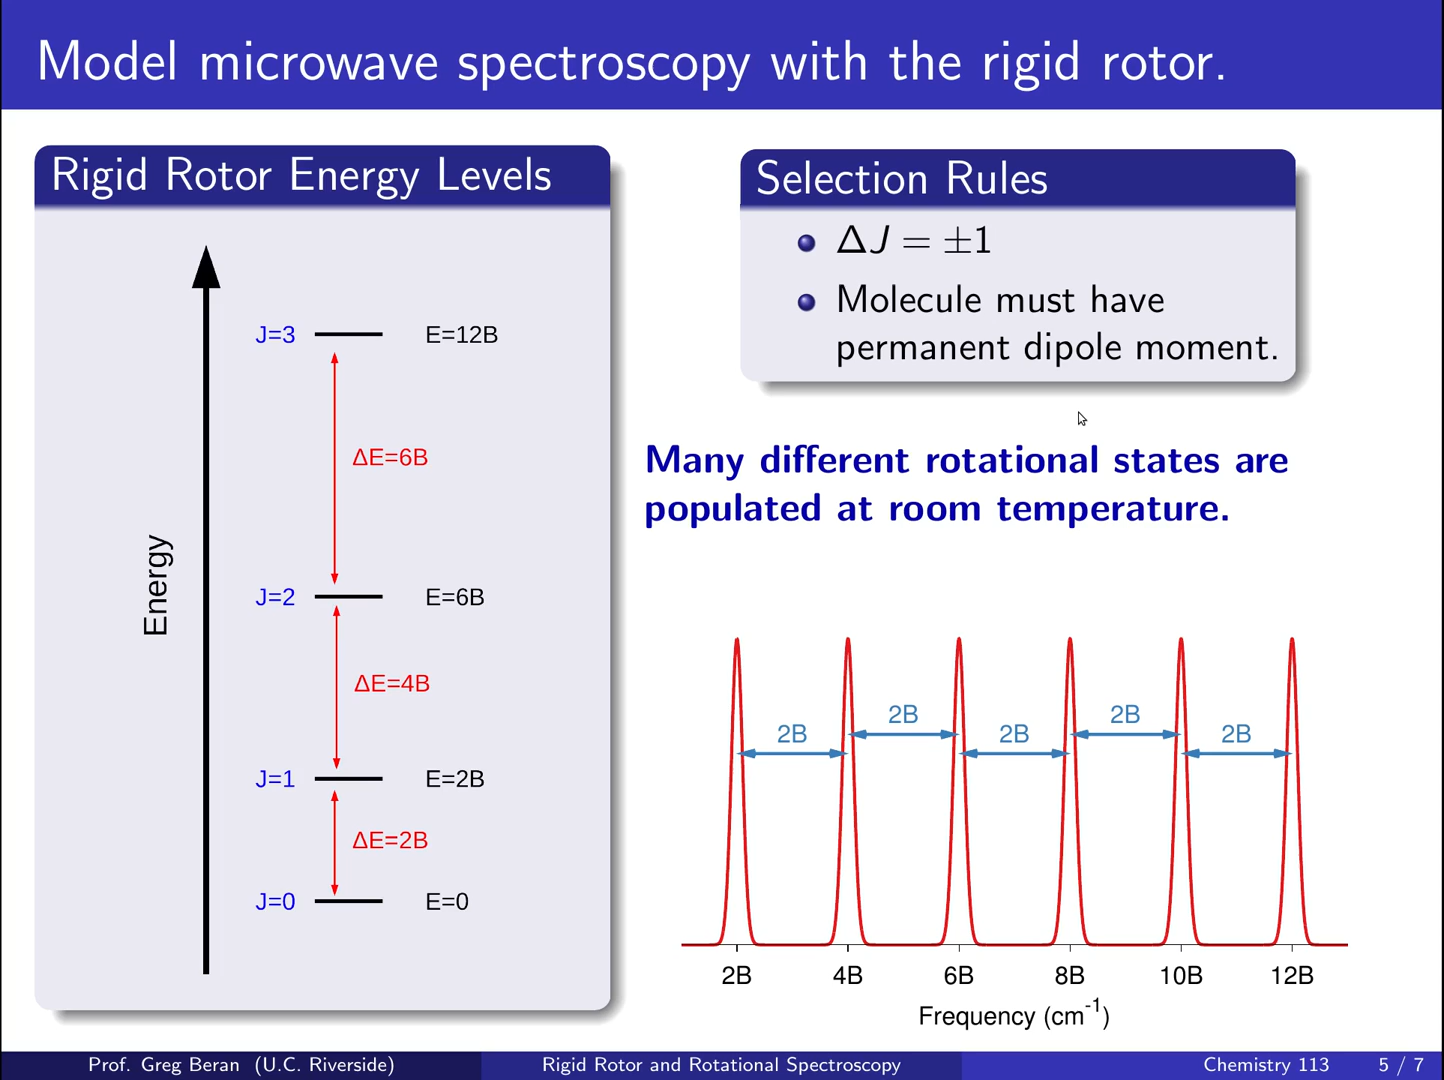 Model microwave spectroscopy with the rigid rotor.
Rigid Rotor Energy Levels
Energy
J=3 E=12B
ΔE=6B
J=2 E=6B
ΔE=4B
J=1 E=2B
ΔE=2B
J=0 E=0
Selection Rules
ΔJ = ±1
Molecule must have
permanent dipole moment.
Many different rotational states are
populated at room temperature.
2B 2B 2B 2B 2B
2B 4B 6B 8B 10B 12B
Frequency (cm⁻¹)
Prof. Greg Beran (U.C. Riverside) Rigid Rotor and Rotational Spectroscopy Chemistry 113 5 / 7